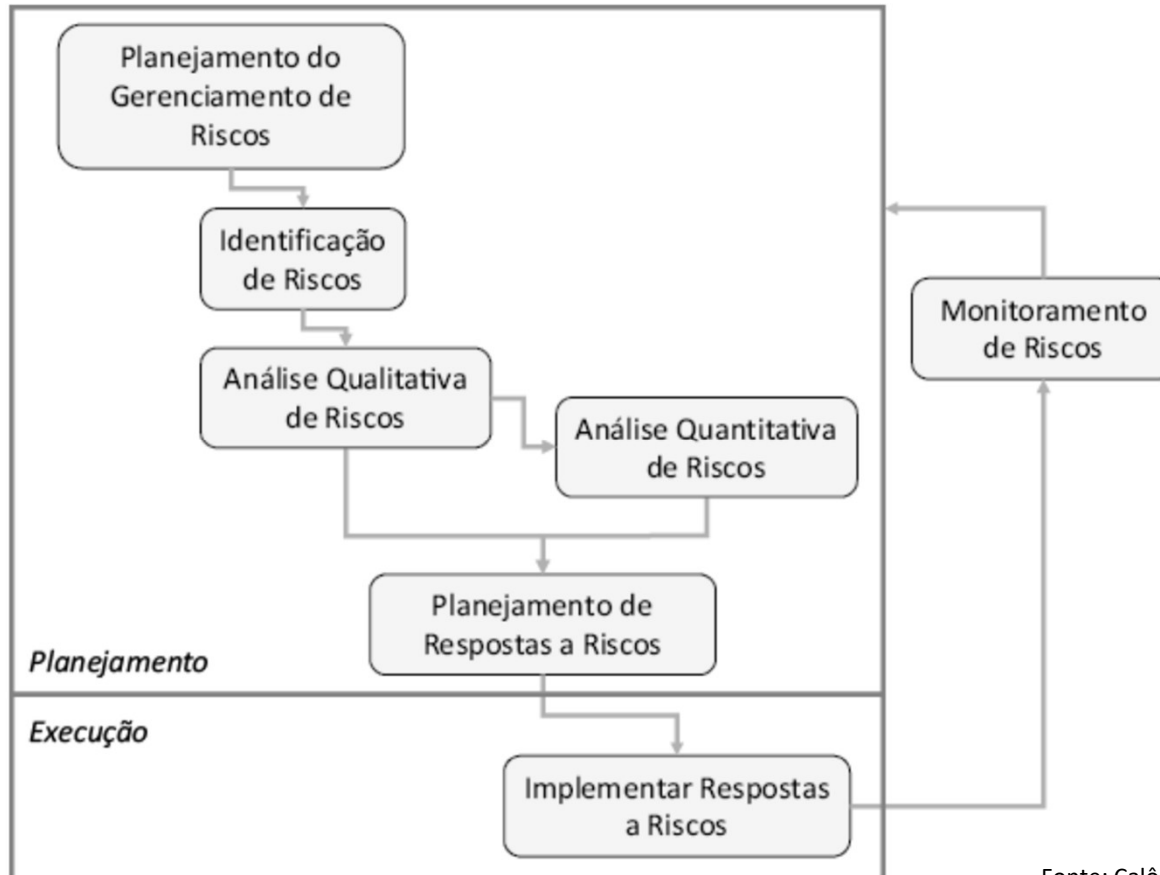 Planejamento do
Gerenciamento de
Riscos
Identificação
de Riscos
Análise Qualitativa
de Riscos
Análise Quantitativa
de Riscos
Monitoramento
de Riscos
Planejamento de
Respostas a Riscos
Planejamento
Execução
Implementar Respostas
a Riscos
Fonte: